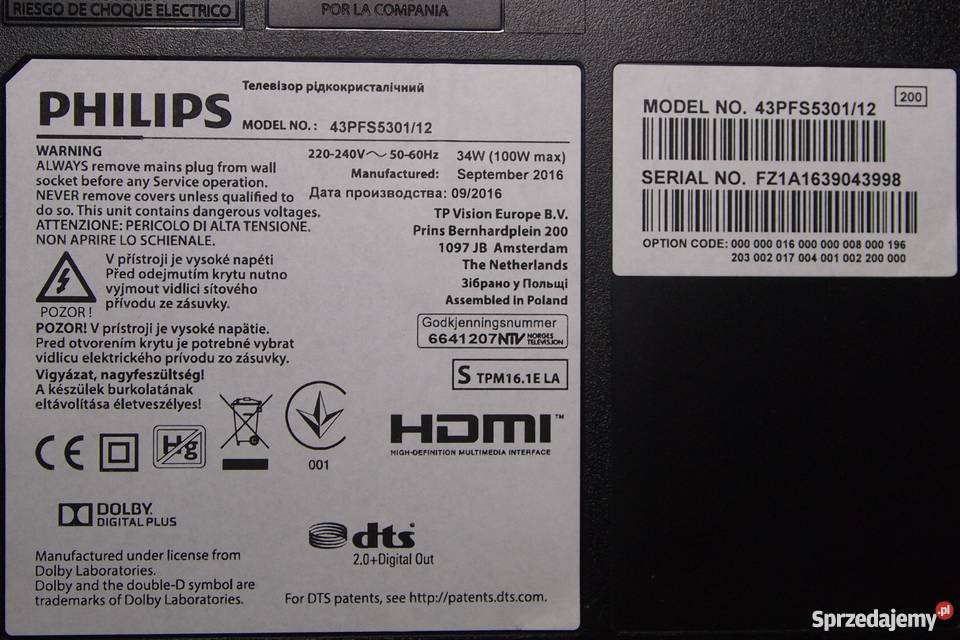 RIESGO DE CHOQUE ELECTRICO
POR LA COMPANIA
PHILIPS
Телевізор рідкокристалічний
MODEL NO.: 43PFS5301/12
WARNING
ALWAYS remove mains plug from wall
socket before any Service operation.
NEVER remove covers unless qualified to
do so. This unit contains dangerous voltages.
ATTENZIONE: PERICOLO DI ALTA TENSIONE.
NON APRIRE LO SCHIENALE.
V přístroji je vysoké napéti
Před odejmutím krytu nutno
vyjmout vidlici sítového
přívodu ze zásuvky.
POZOR !
POZOR! V prístroji je vysoké napätie.
Pred otvorením krytu je potrebné vybrat
vidlicu elektrického prívodu zo zásuvky.
Vigyázat, nagyfeszültség!
A készülek burkolatának
eltávolítása életveszélyes!
220-240V~ 50-60Hz 34W (100W max)
Manufactured: September 2016
Дата производства: 09/2016
TP Vision Europe B.V.
Prins Bernhardplein 200
1097 JB Amsterdam
The Netherlands
Зібрано у Польщі
Assembled in Poland
Godkjenningsnummer
6641207 NTV NORGES
TELEVISJON
S TPM16.1E LA
CE
Hg
001
HDMI™
HIGH-DEFINITION MULTIMEDIA INTERFACE
DOLBY
DIGITAL PLUS
dts
2.0+Digital Out
Manufactured under license from
Dolby Laboratories.
Dolby and the double-D symbol are
trademarks of Dolby Laboratories.
For DTS patents, see http://patents.dts.com.
200
MODEL NO. 43PFS5301/12
SERIAL NO. FZ1A1639043998
OPTION CODE: 000 000 016 000 000 008 000 196
203 002 017 004 001 002 200 000
Sprzedajemy.pl